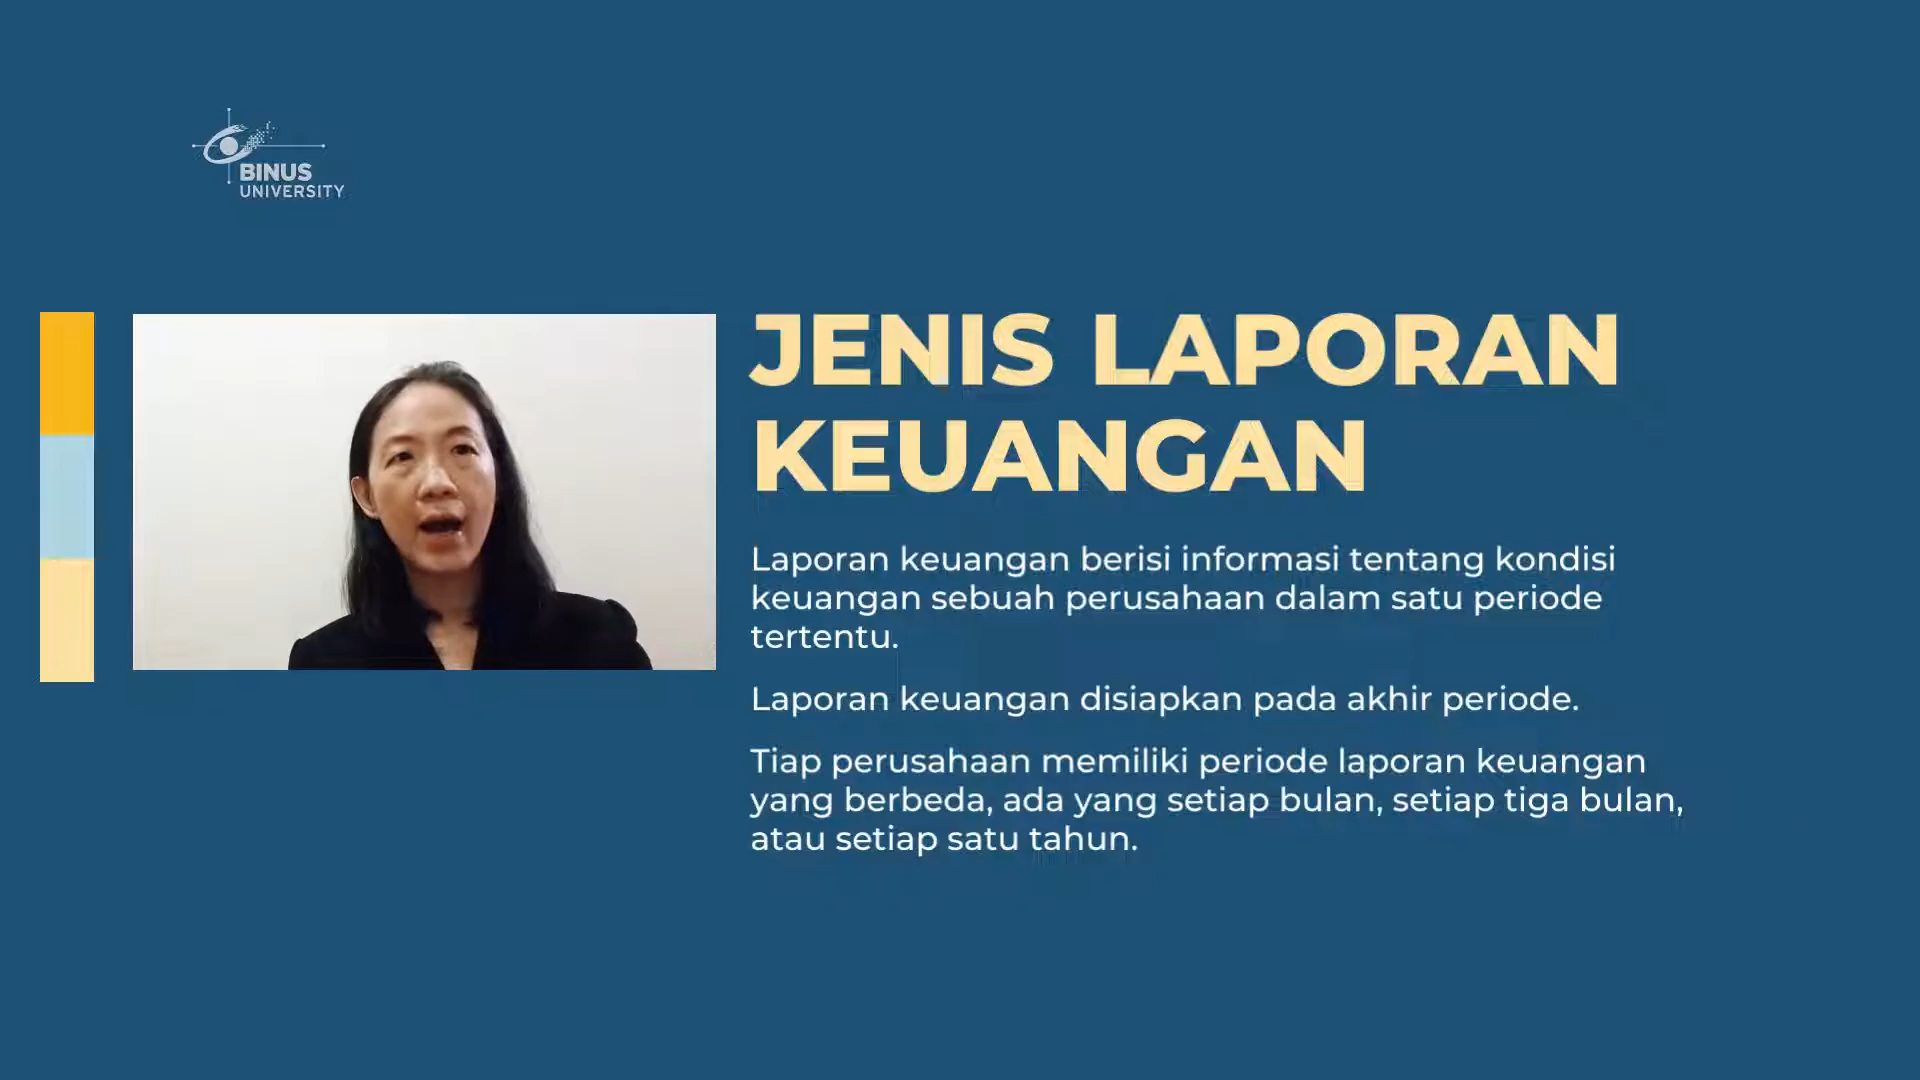 BINUS
UNIVERSITY
JENIS LAPORAN
KEUANGAN
Laporan keuangan berisi informasi tentang kondisi
keuangan sebuah perusahaan dalam satu periode
tertentu.
Laporan keuangan disiapkan pada akhir periode.
Tiap perusahaan memiliki periode laporan keuangan
yang berbeda, ada yang setiap bulan, setiap tiga bulan,
atau setiap satu tahun.